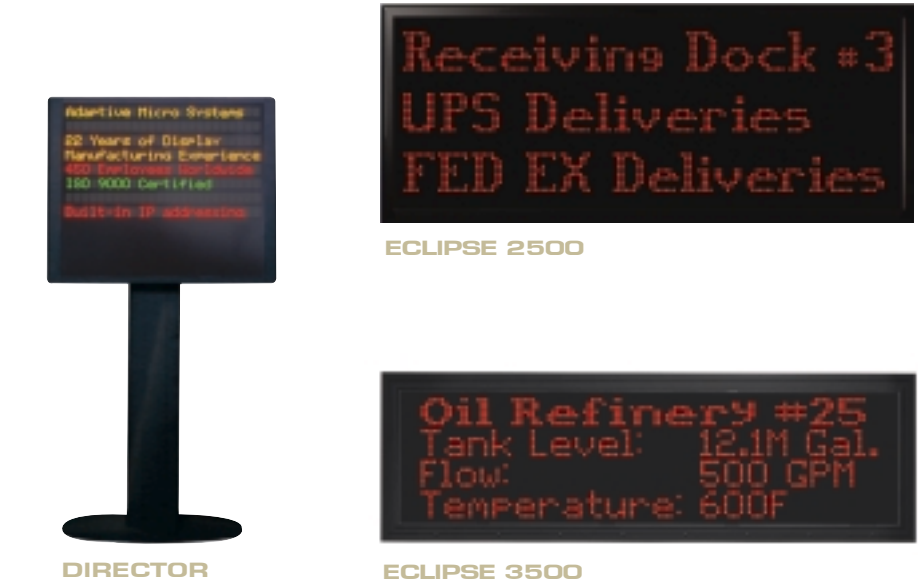 Adaptive Micro Systems
22 Years of Display
Manufacturing Experience
450 Employees Worldwide
ISO 9000 Certified
Built-in IP addressing
DIRECTOR
Receiving Dock #3
UPS Deliveries
FED EX Deliveries
ECLIPSE 2500
Oil Refinery #25
Tank Level: 12.1M Gal.
Flow: 500 GPM
Temperature: 600F
ECLIPSE 3500